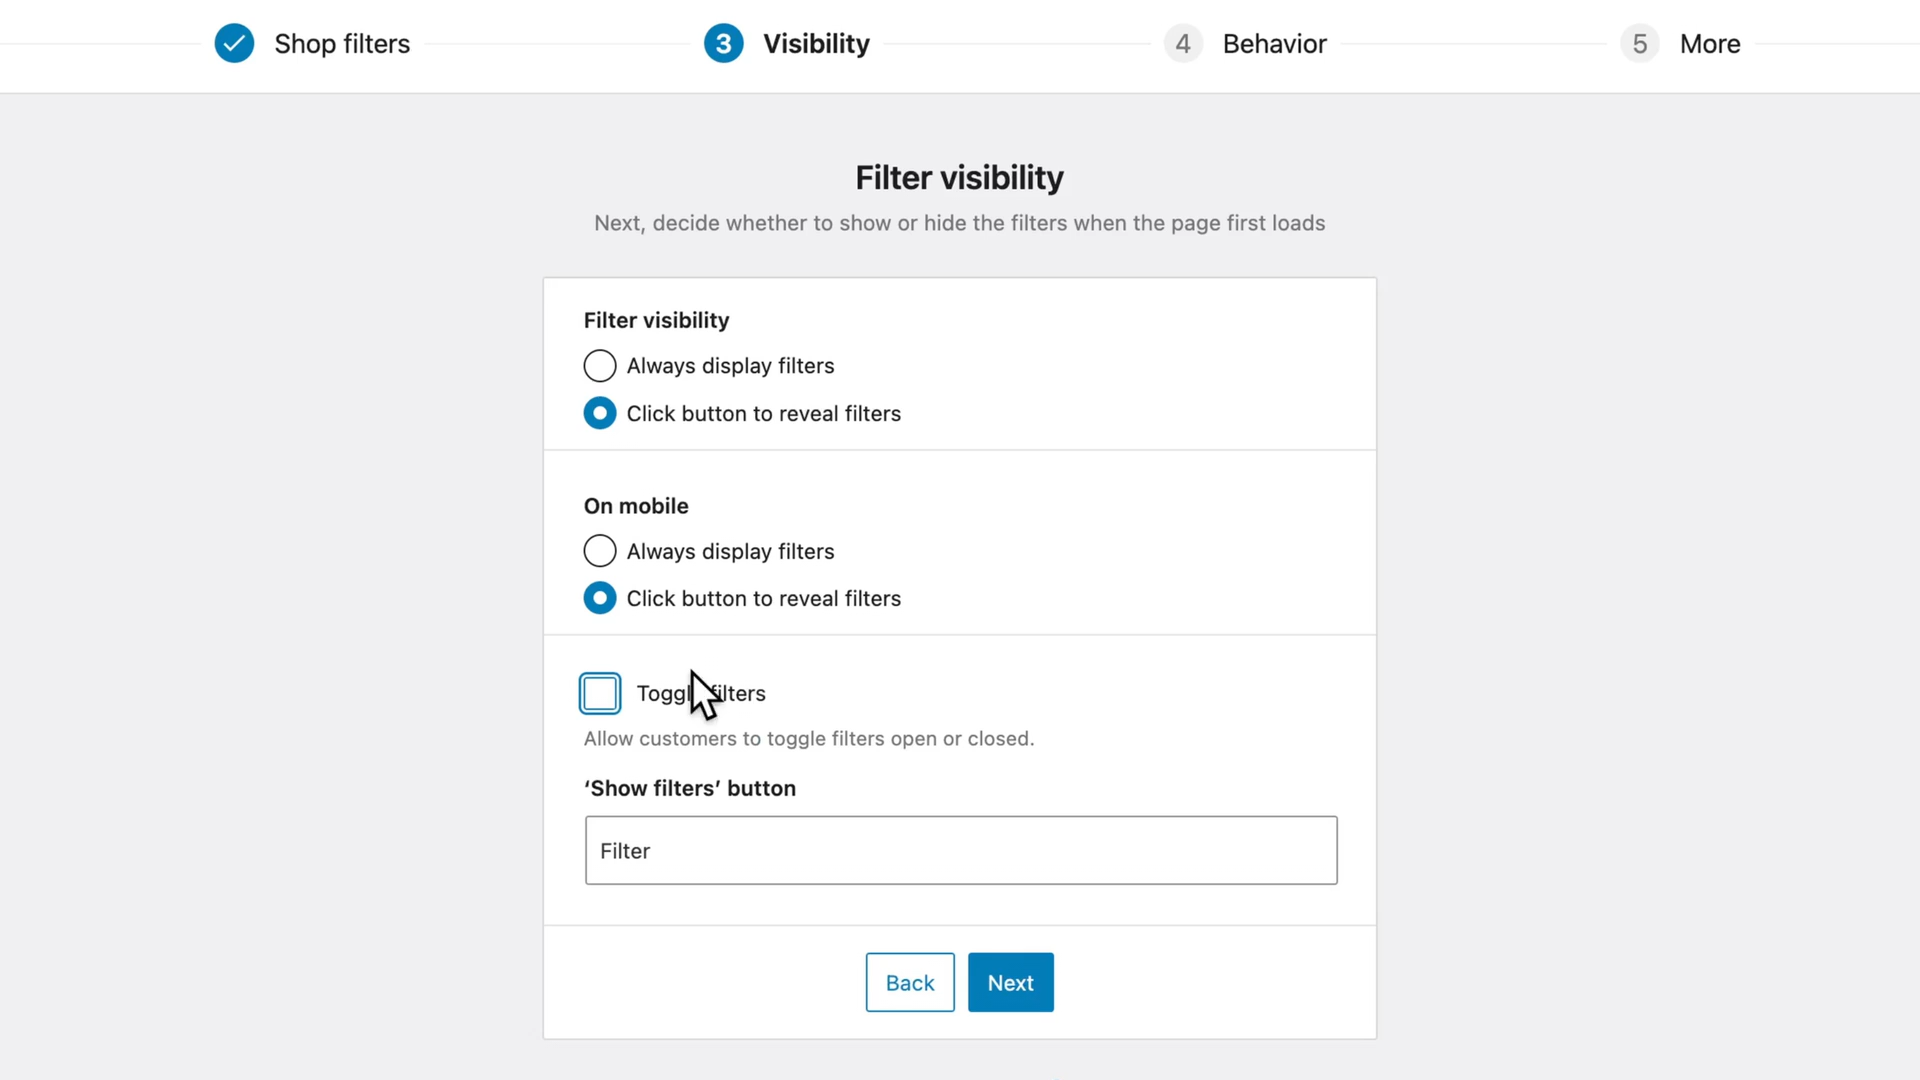 Shop filters
3 Visibility
4 Behavior
5 More
Filter visibility
Next, decide whether to show or hide the filters when the page first loads
Filter visibility
Always display filters
Click button to reveal filters
On mobile
Always display filters
Click button to reveal filters
Toggle filters
Allow customers to toggle filters open or closed.
‘Show filters’ button
Filter
Back
Next